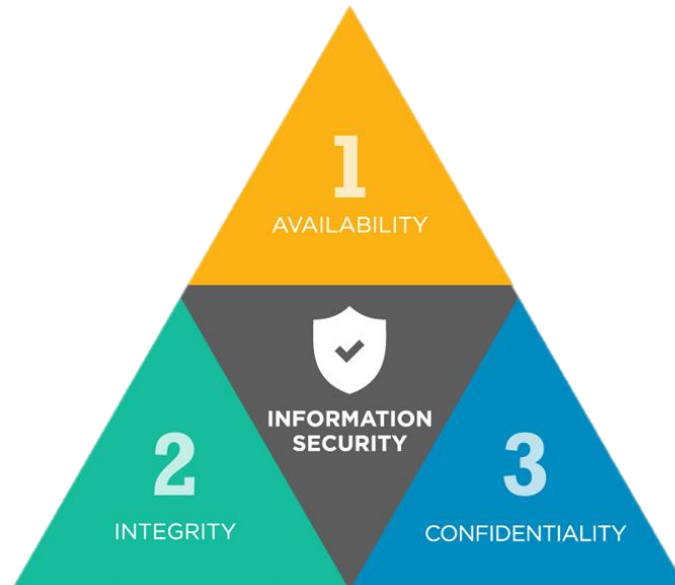 1
AVAILABILITY
INFORMATION
SECURITY
2
INTEGRITY
3
CONFIDENTIALITY